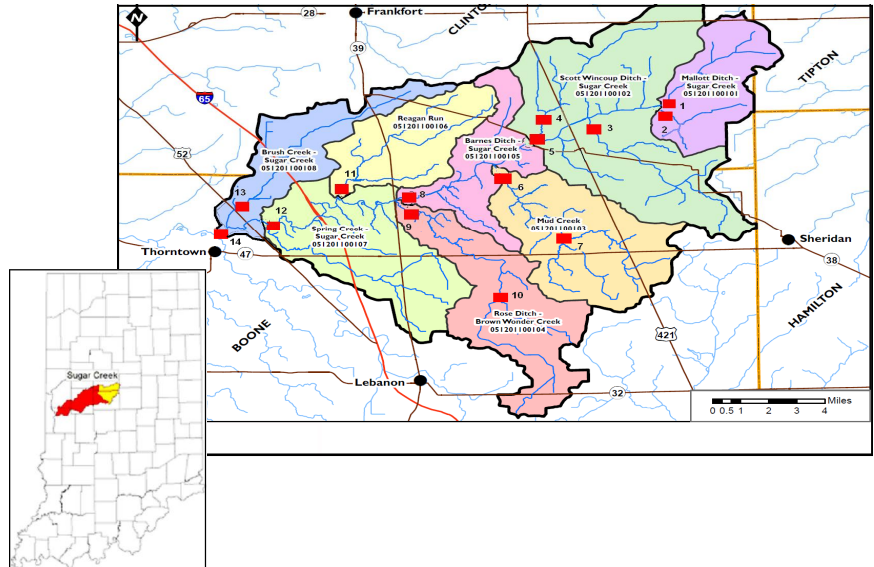 28
Frankfort
CLINTO
N
39
TIPTON
65
Scott Wincoup Ditch -
Sugar Creek
051201100102
Mallott Ditch -
Sugar Creek
051201100101
1
2
3
4
5
Reagan Run
051201100106
Barnes Ditch -
Sugar Creek
051201100105
52
Brush Creek -
Sugar Creek
051201100108
11
6
8
9
13
12
14
Spring Creek -
Sugar Creek
051201100107
Mud Creek
051201100103
7
Thorntown
47
Sheridan
38
10
Rose Ditch -
Brown Wonder Creek
051201100104
HAMILTON
BOONE
421
Lebanon
32
Miles
0 0.5 1 2 3 4
Sugar Creek